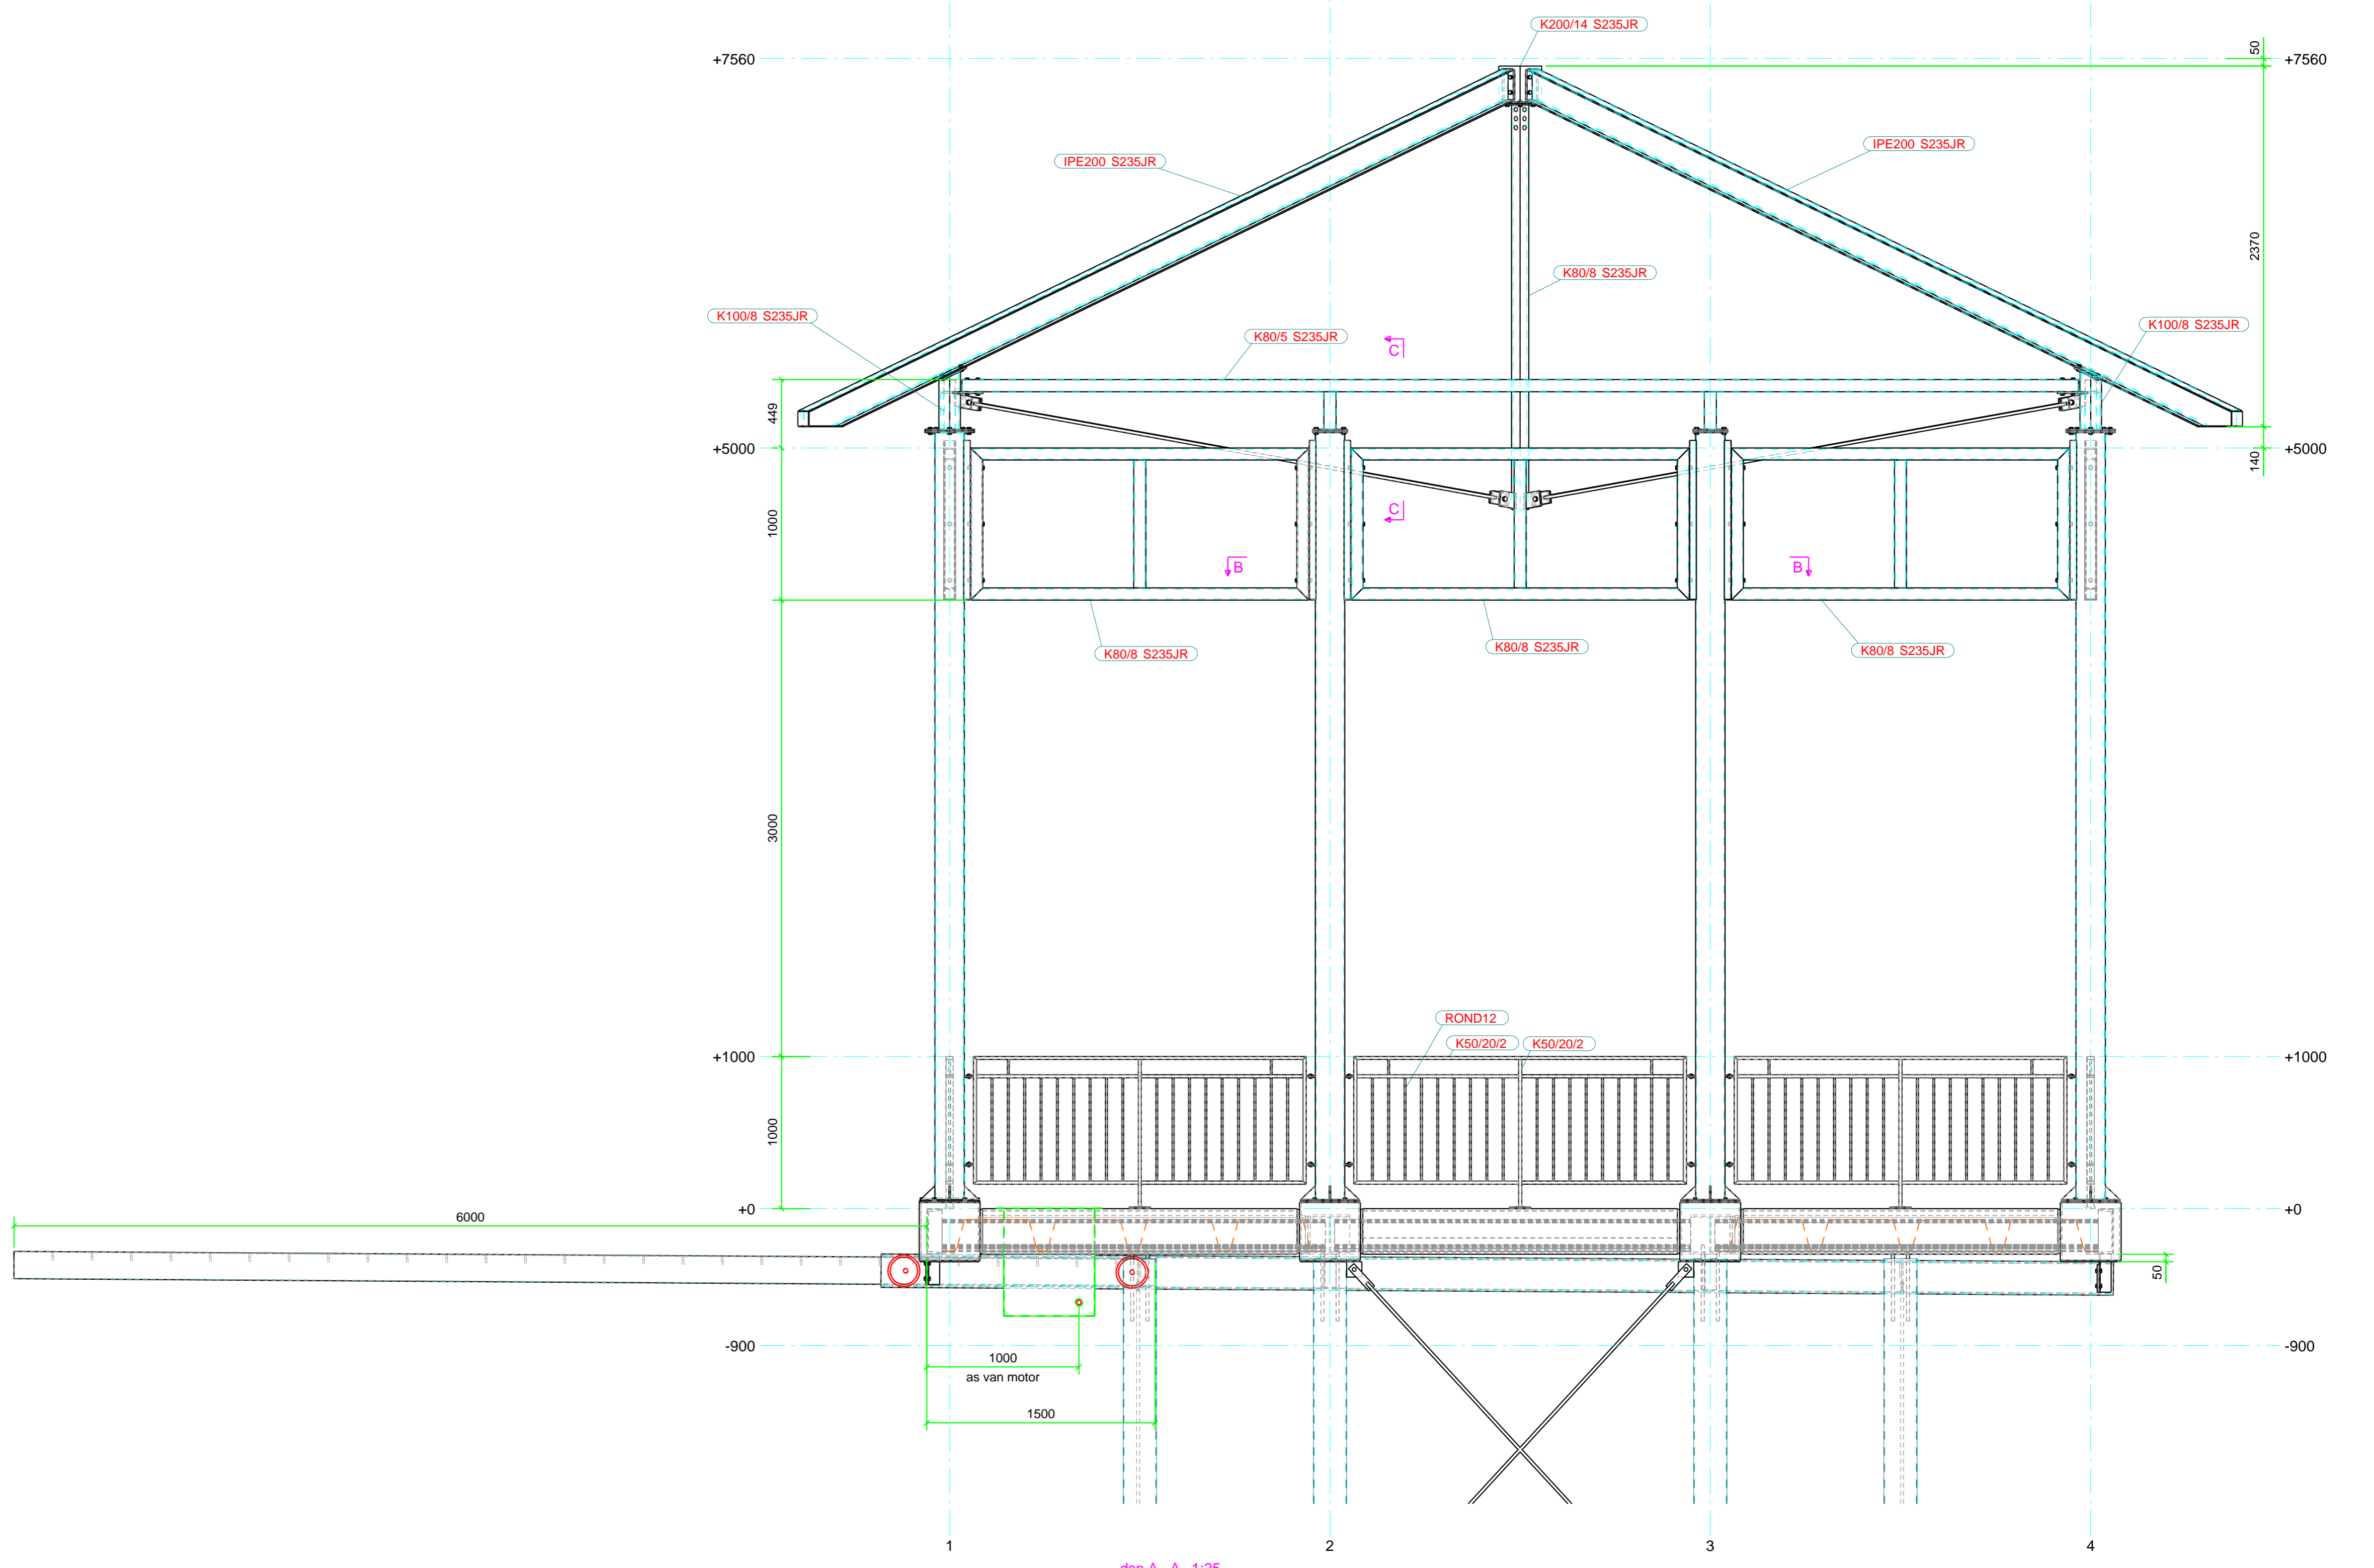 K200/14 S235JR
+7560
50
+7560
IPE200 S235JR
IPE200 S235JR
2370
K80/8 S235JR
K100/8 S235JR
K80/5 S235JR
C
K100/8 S235JR
449
+5000
140
+5000
1000
C
B
B
K80/8 S235JR
K80/8 S235JR
K80/8 S235JR
3000
ROND12
K50/20/2
K50/20/2
+1000
+1000
1000
+0
+0
6000
50
-900
-900
1000
as van motor
1500
1
2
3
4